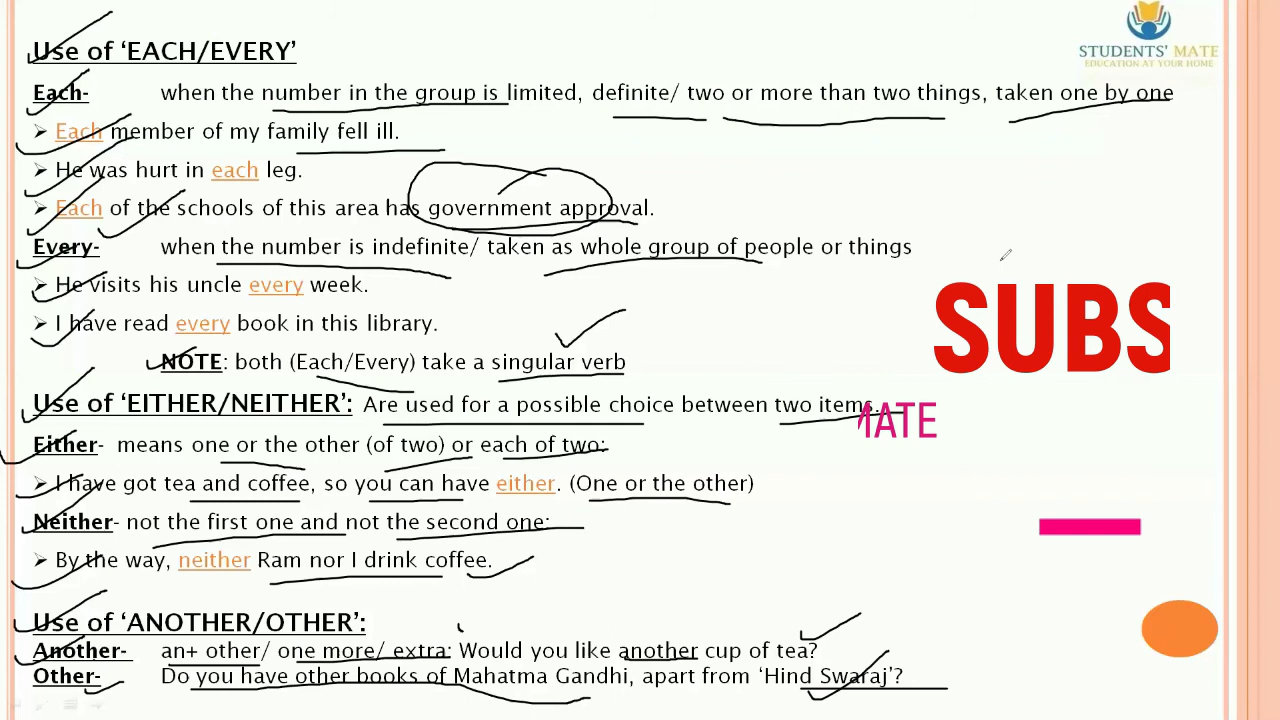 STUDENTS' MATE
EDUCATION AT YOUR HOME
Use of ‘EACH/EVERY’
Each- when the number in the group is limited, definite/ two or more than two things, taken one by one
➢ Each member of my family fell ill.
➢ He was hurt in each leg.
➢ Each of the schools of this area has government approval.
Every- when the number is indefinite/ taken as whole group of people or things
➢ He visits his uncle every week.
➢ I have read every book in this library.
NOTE: both (Each/Every) take a singular verb
SUBS
Use of ‘EITHER/NEITHER’: Are used for a possible choice between two items.
MATE
Either- means one or the other (of two) or each of two:
➢ I have got tea and coffee, so you can have either. (One or the other)
Neither- not the first one and not the second one:
➢ By the way, neither Ram nor I drink coffee.
Use of ‘ANOTHER/OTHER’:
Another- an+ other/ one more/ extra: Would you like another cup of tea?
Other- Do you have other books of Mahatma Gandhi, apart from ‘Hind Swaraj’?